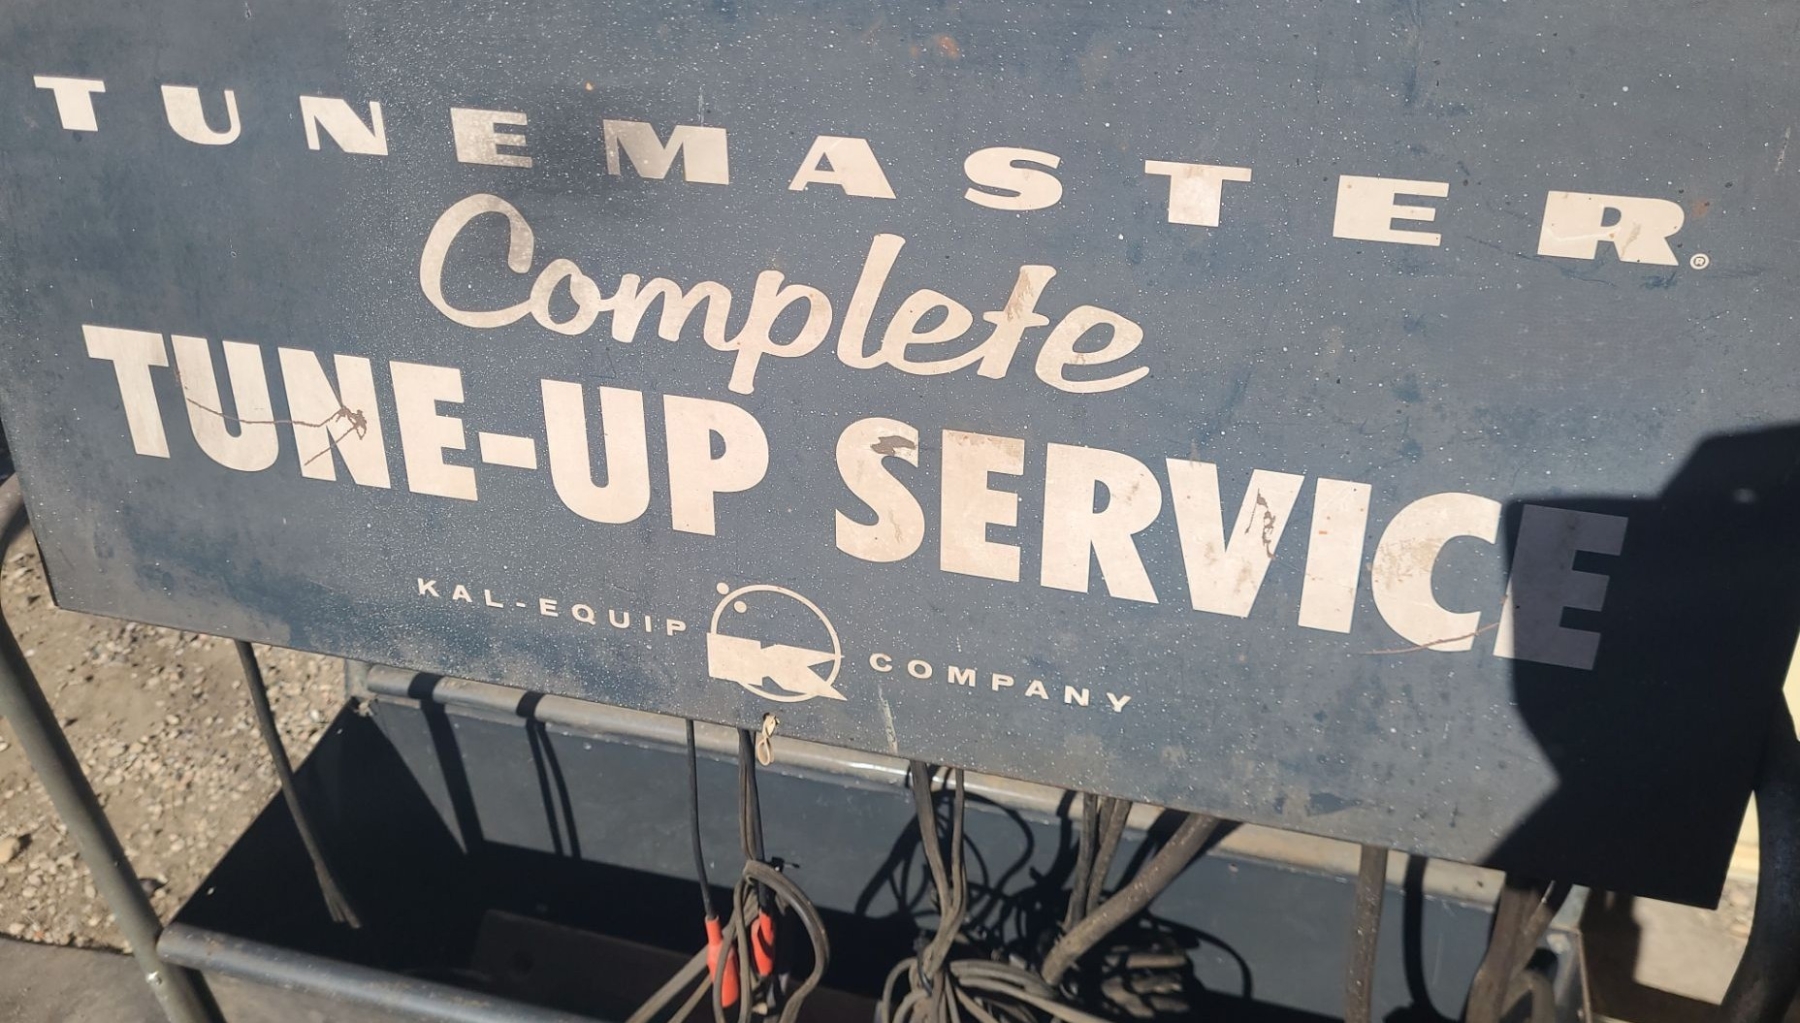 TUNEMASTER®
Complete
TUNE-UP SERVICE
KAL-EQUIP K COMPANY